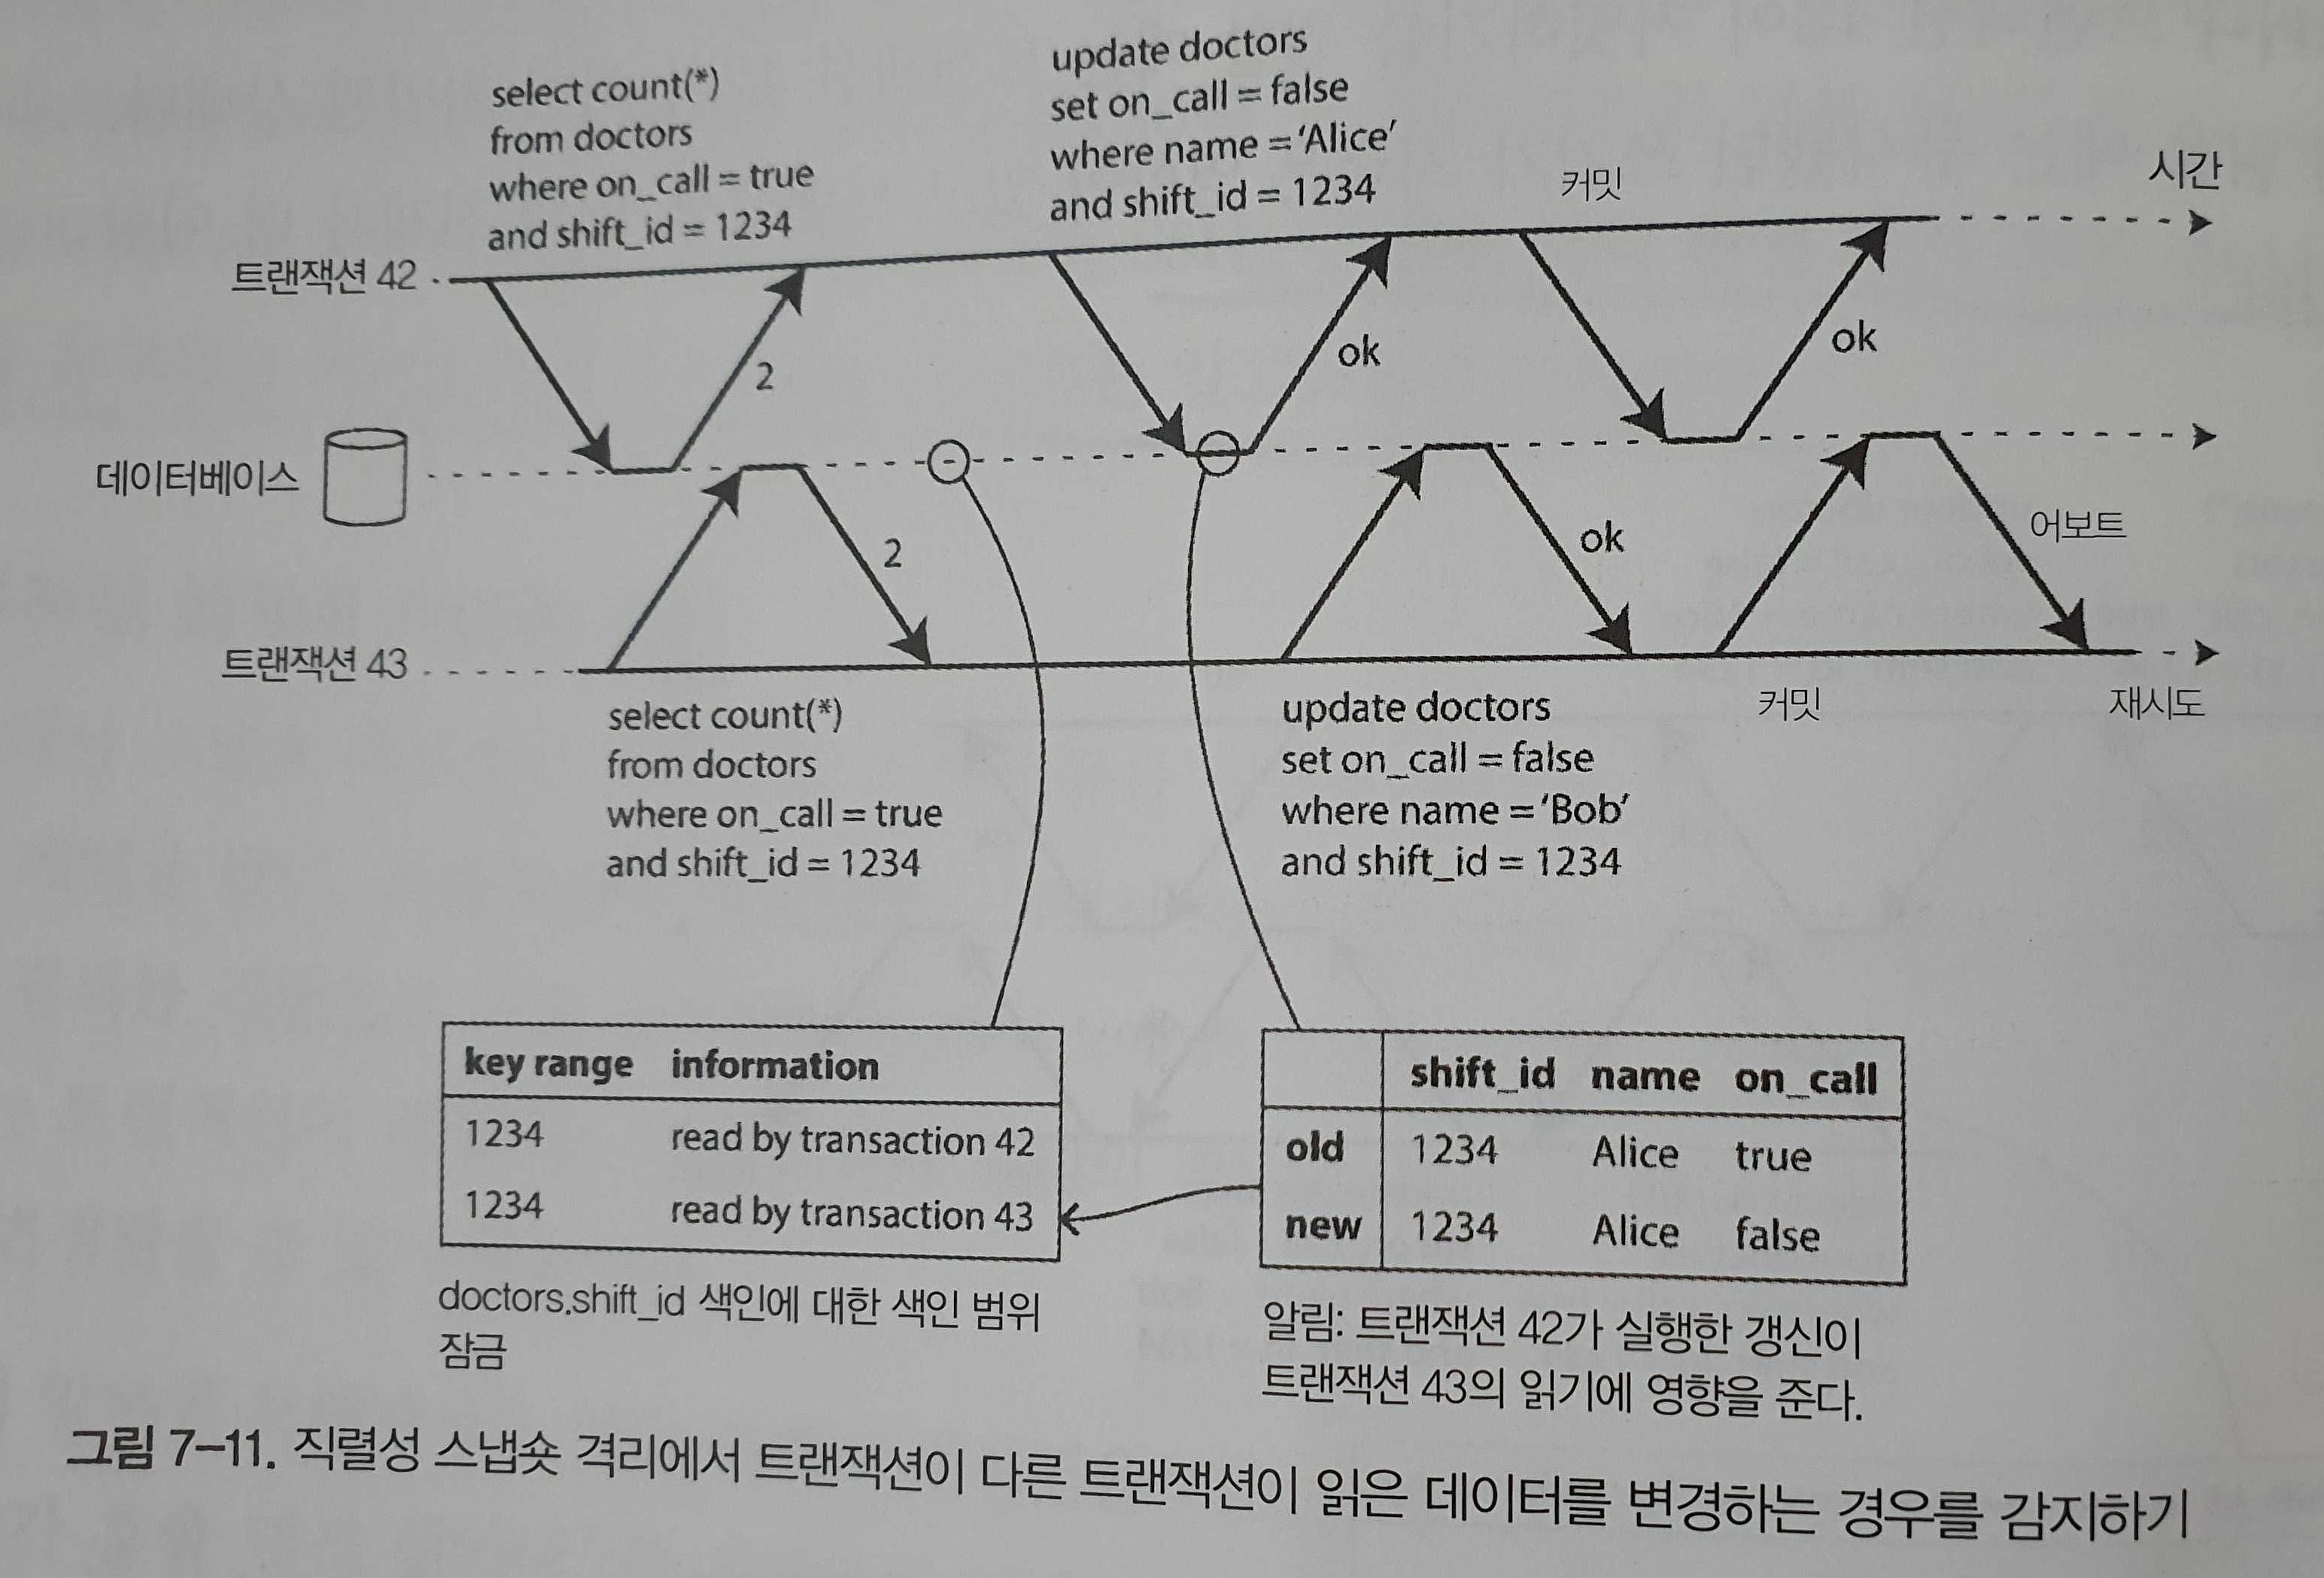 select count(*)
from doctors
where on_call = true
and shift_id = 1234
update doctors
set on_call = false
where name = ‘Alice’
and shift_id = 1234
커밋
시간
트랜잭션 42
2
ok
ok
데이터베이스
2
ok
어보트
트랜잭션 43
select count(*)
from doctors
where on_call = true
and shift_id = 1234
update doctors
set on_call = false
where name = ‘Bob’
and shift_id = 1234
커밋
재시도
key range information
1234 read by transaction 42
1234 read by transaction 43
doctors.shift_id 색인에 대한 색인 범위
잠금
shift_id name on_call
old 1234 Alice true
new 1234 Alice false
알림: 트랜잭션 42가 실행한 갱신이
트랜잭션 43의 읽기에 영향을 준다.
그림 7-11. 직렬성 스냅숏 격리에서 트랜잭션이 다른 트랜잭션이 읽은 데이터를 변경하는 경우를 감지하기